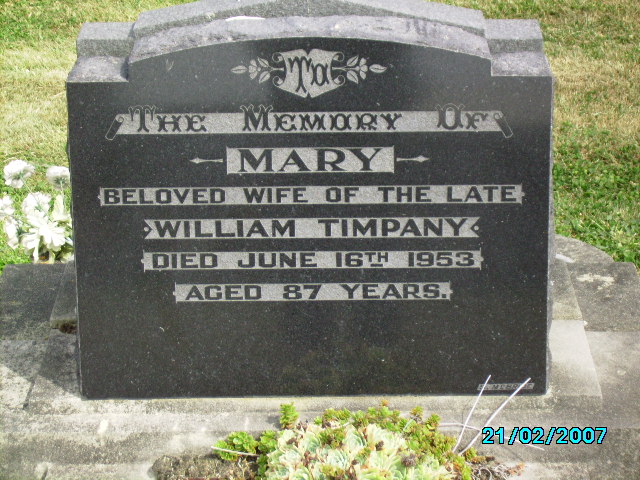 To
The Memory Of
MARY
BELOVED WIFE OF THE LATE
WILLIAM TIMPANY
DIED JUNE 16TH 1953
AGED 87 YEARS.
21/02/2007